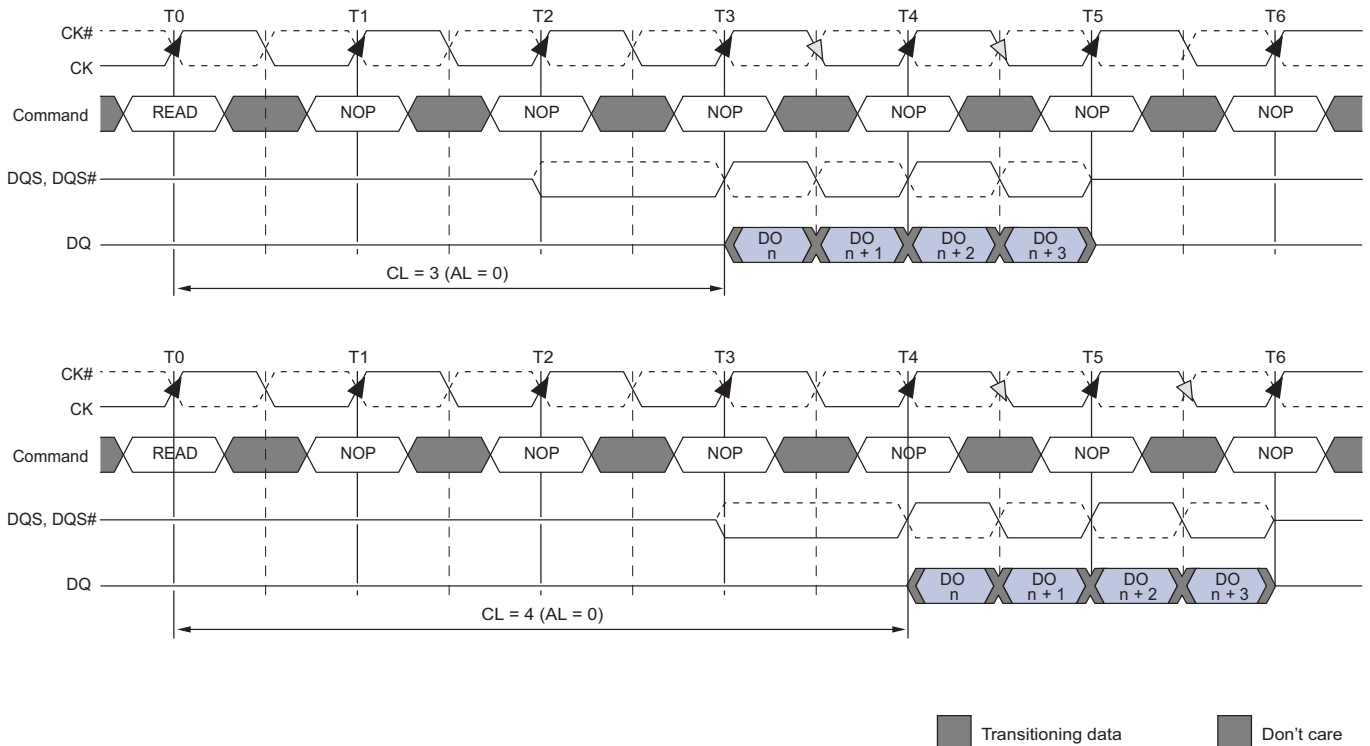 T0 T1 T2 T3 T4 T5 T6
CK#
CK
Command READ NOP NOP NOP NOP NOP NOP
DQS, DQS#
DQ DO n DO n + 1 DO n + 2 DO n + 3
CL = 3 (AL = 0)
T0 T1 T2 T3 T4 T5 T6
CK#
CK
Command READ NOP NOP NOP NOP NOP NOP
DQS, DQS#
DQ DO n DO n + 1 DO n + 2 DO n + 3
CL = 4 (AL = 0)
Transitioning data Don't care